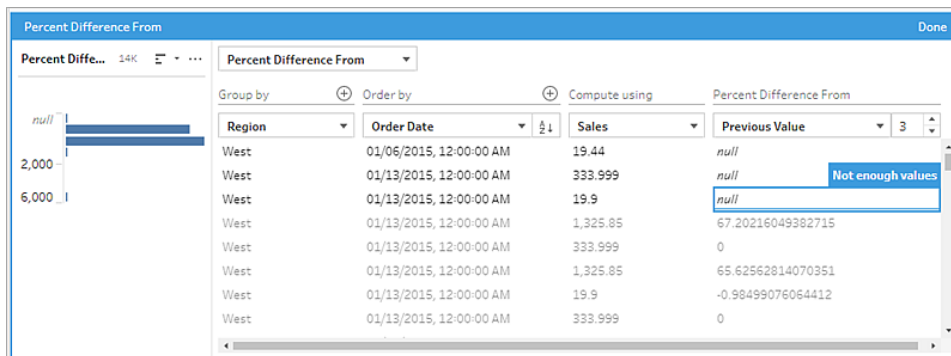 Percent Difference From Done
Percent Diffe... 14K ...
Percent Difference From
Group by Order by Compute using Percent Difference From
Region Order Date Sales Previous Value 3
null
2,000
6,000
West 01/06/2015, 12:00:00 AM 19.44 null
West 01/13/2015, 12:00:00 AM 333.999 null Not enough values
West 01/13/2015, 12:00:00 AM 19.9 null
West 01/13/2015, 12:00:00 AM 1,325.85 67.20216049382715
West 01/13/2015, 12:00:00 AM 333.999 0
West 01/13/2015, 12:00:00 AM 1,325.85 65.62562814070351
West 01/13/2015, 12:00:00 AM 19.9 -0.98499076064412
West 01/13/2015, 12:00:00 AM 333.999 0